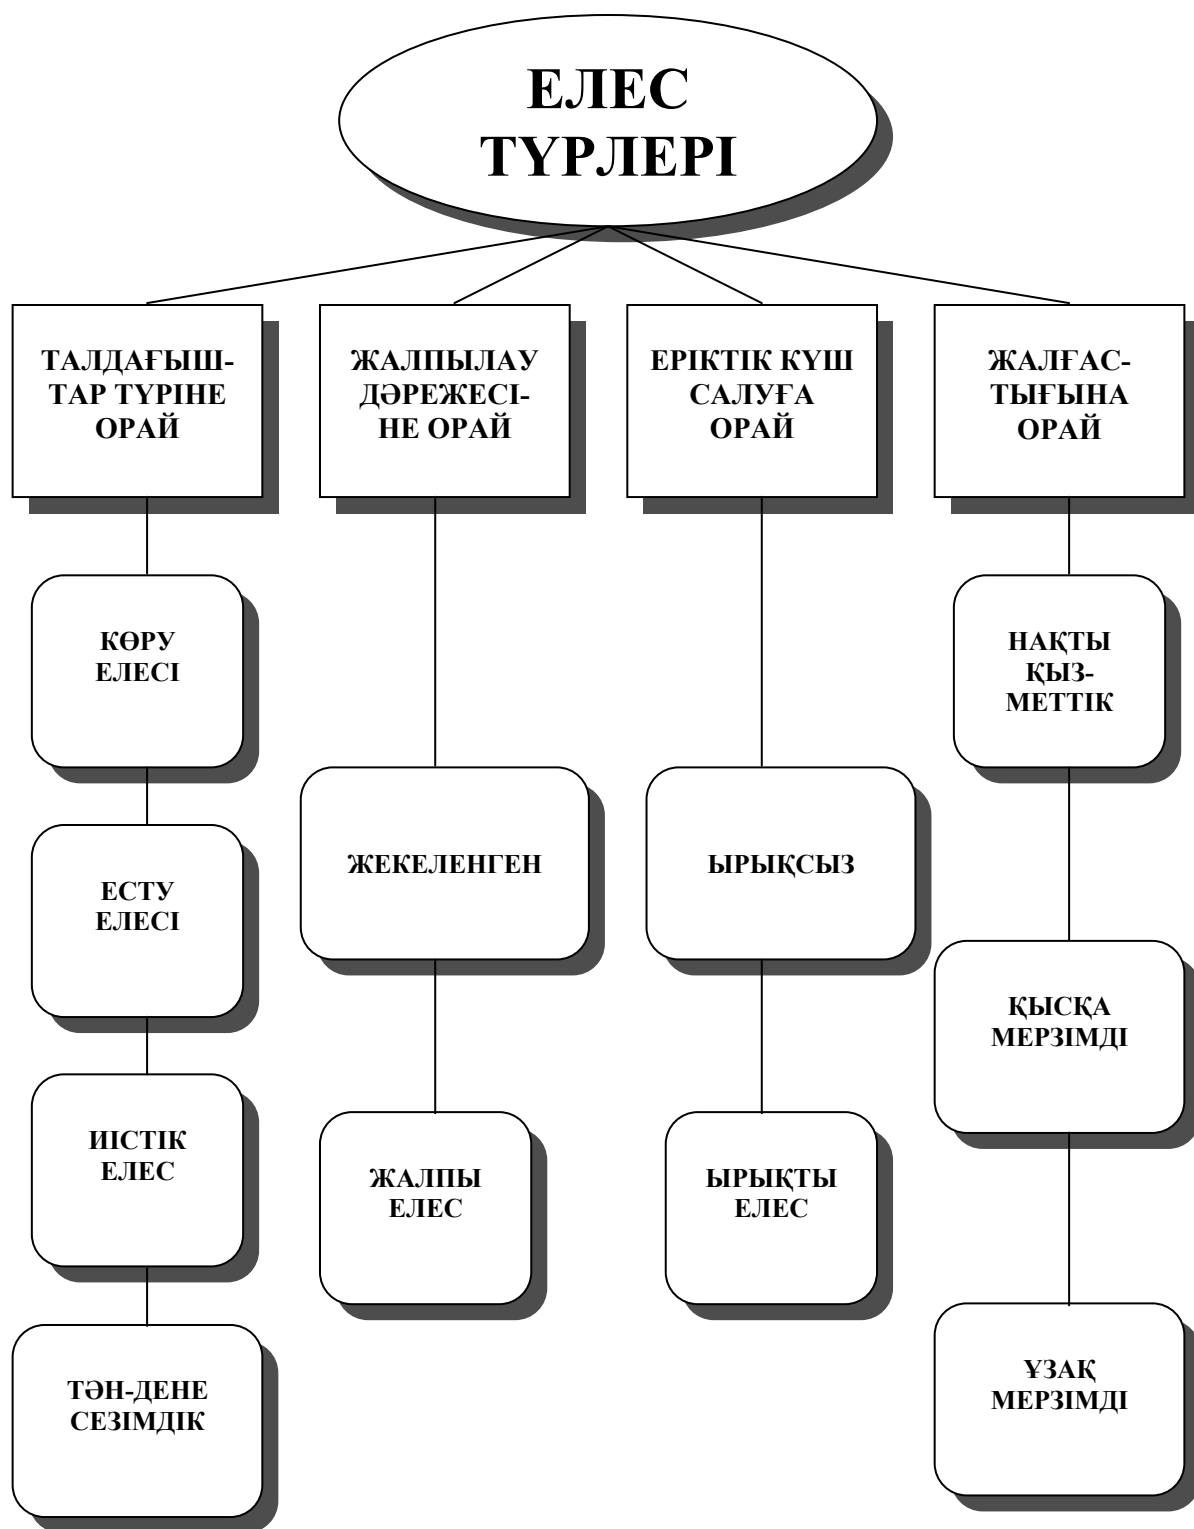 ЕЛЕС
ТҮРЛЕРІ
ТАЛДАҒЫШ-
ТАР ТҮРІНЕ
ОРАЙ
ЖАЛПЫЛАУ
ДӘРЕЖЕСІ-
НЕ ОРАЙ
ЕРІКТІК КҮШ
САЛУҒА
ОРАЙ
ЖАЛҒАС-
ТЫҒЫНА
ОРАЙ
КӨРУ
ЕЛЕСІ
ЕСТУ
ЕЛЕСІ
ИІСТІК
ЕЛЕС
ТӘН-ДЕНЕ
СЕЗІМДІК
ЖЕКЕЛЕНГЕН
ЖАЛПЫ
ЕЛЕС
ЫРЫҚСЫЗ
ЫРЫҚТЫ
ЕЛЕС
НАҚТЫ
ҚЫЗ-
МЕТТІК
ҚЫСҚА
МЕРЗІМДІ
ҰЗАҚ
МЕРЗІМДІ